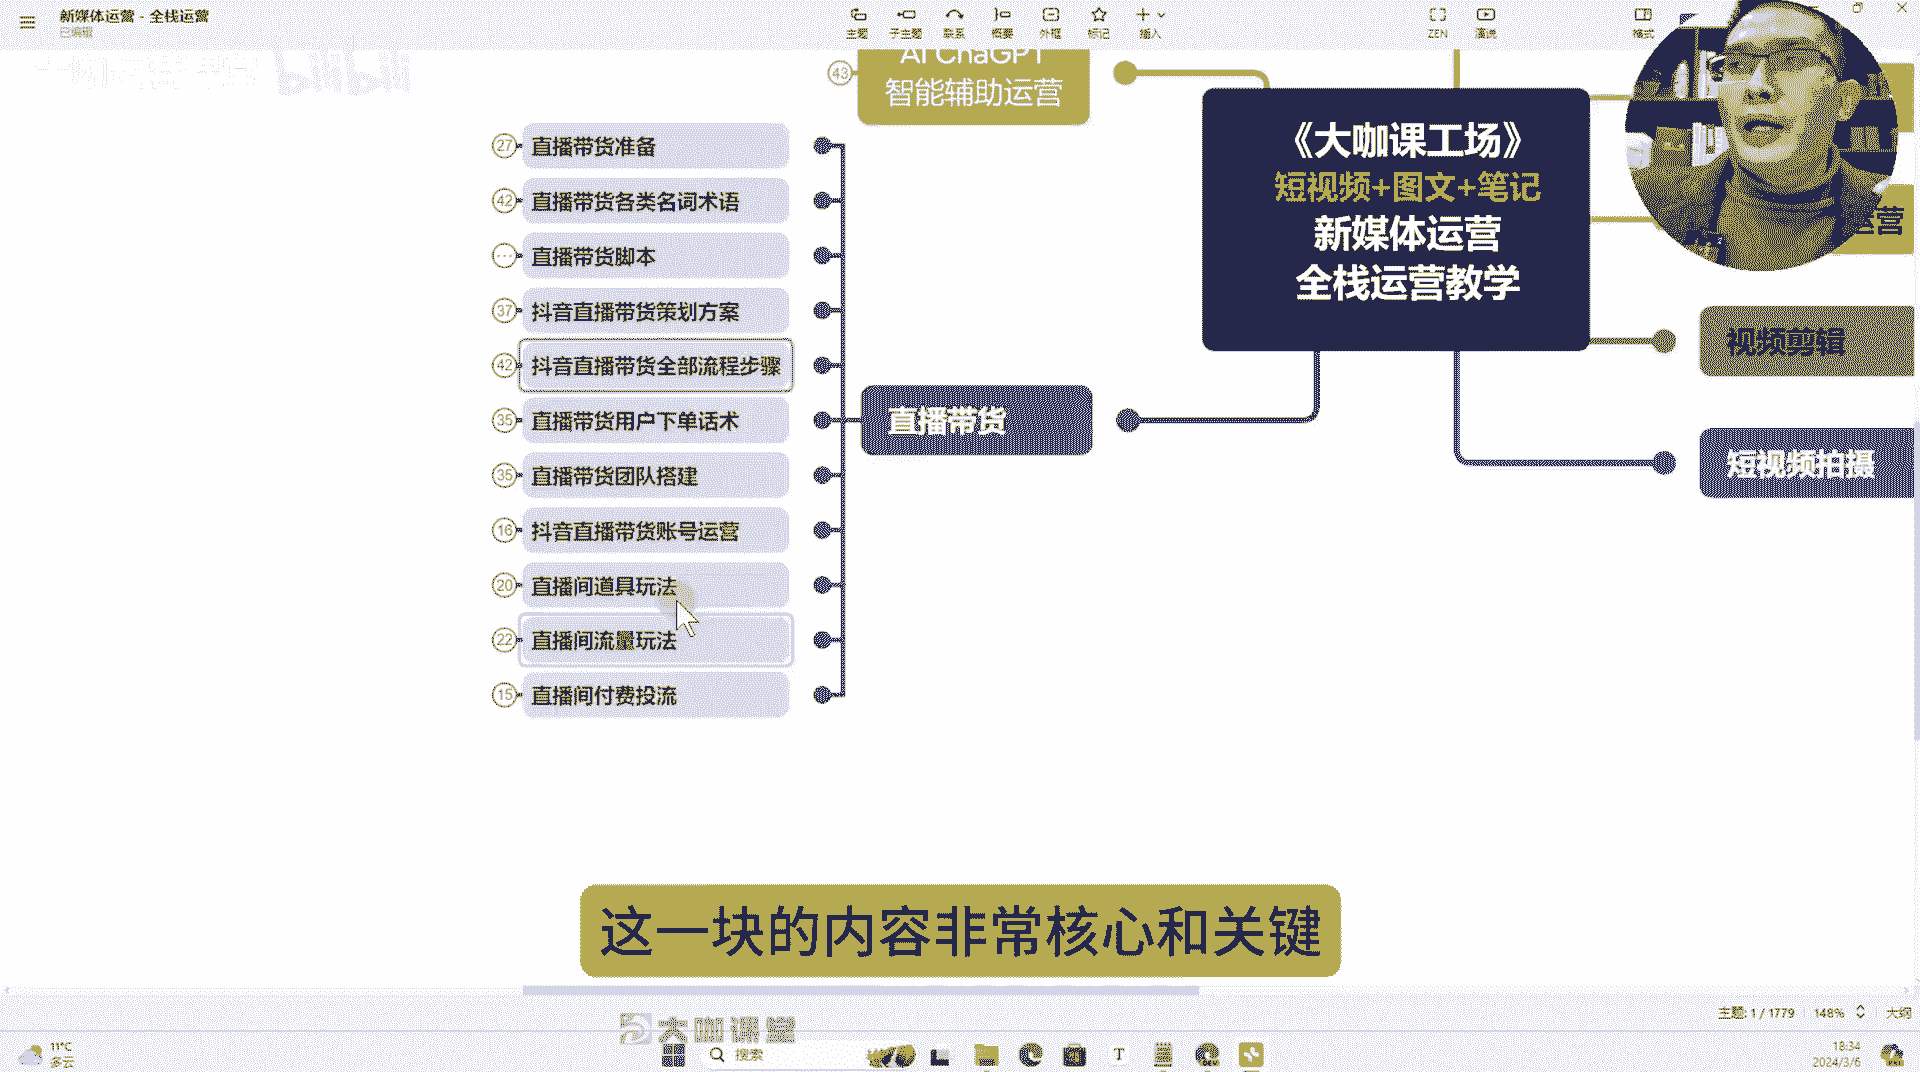 新媒体运营 - 全栈运营
已编辑
主题
子主题
联系
概要
外框
标记
插入
ZEN
演说
格式
bilibili
43
AI ChaGPT
智能辅助运营
27
直播带货准备
42
直播带货各类名词术语
直播带货脚本
37
抖音直播带货策划方案
42
抖音直播带货全部流程步骤
35
直播带货用户下单话术
35
直播带货团队搭建
16
抖音直播带货账号运营
20
直播间道具玩法
22
直播间流量玩法
15
直播间付费投流
直播带货
《大咖课工场》
短视频+图文+笔记
新媒体运营
全栈运营教学
运营
视频剪辑
短视频拍摄
这一块的内容非常核心和关键
主题: 1 / 1779
148%
大纲
大咖课堂
11°C
多云
搜索
18:34
2024/3/6